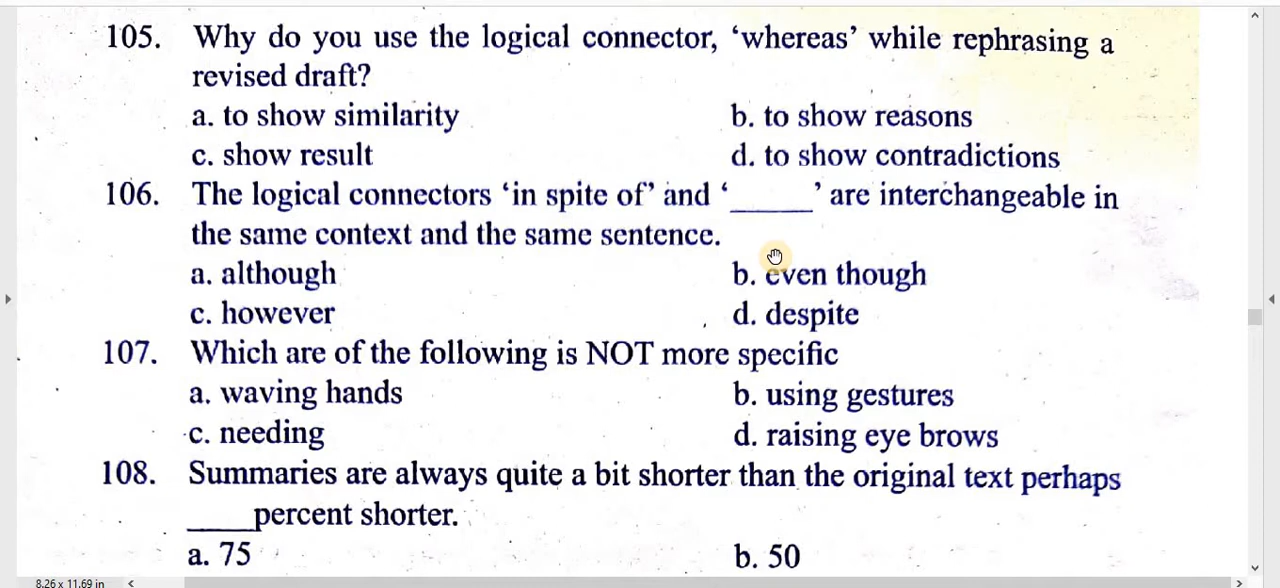 105. Why do you use the logical connector, ‘whereas’ while rephrasing a
revised draft?
a. to show similarity b. to show reasons
c. show result d. to show contradictions
106. The logical connectors ‘in spite of’ and ‘_____’ are interchangeable in
the same context and the same sentence.
a. although b. even though
c. however d. despite
107. Which are of the following is NOT more specific
a. waving hands b. using gestures
c. needing d. raising eye brows
108. Summaries are always quite a bit shorter than the original text perhaps
____percent shorter.
a. 75 b. 50
8.26 x 11.69 in